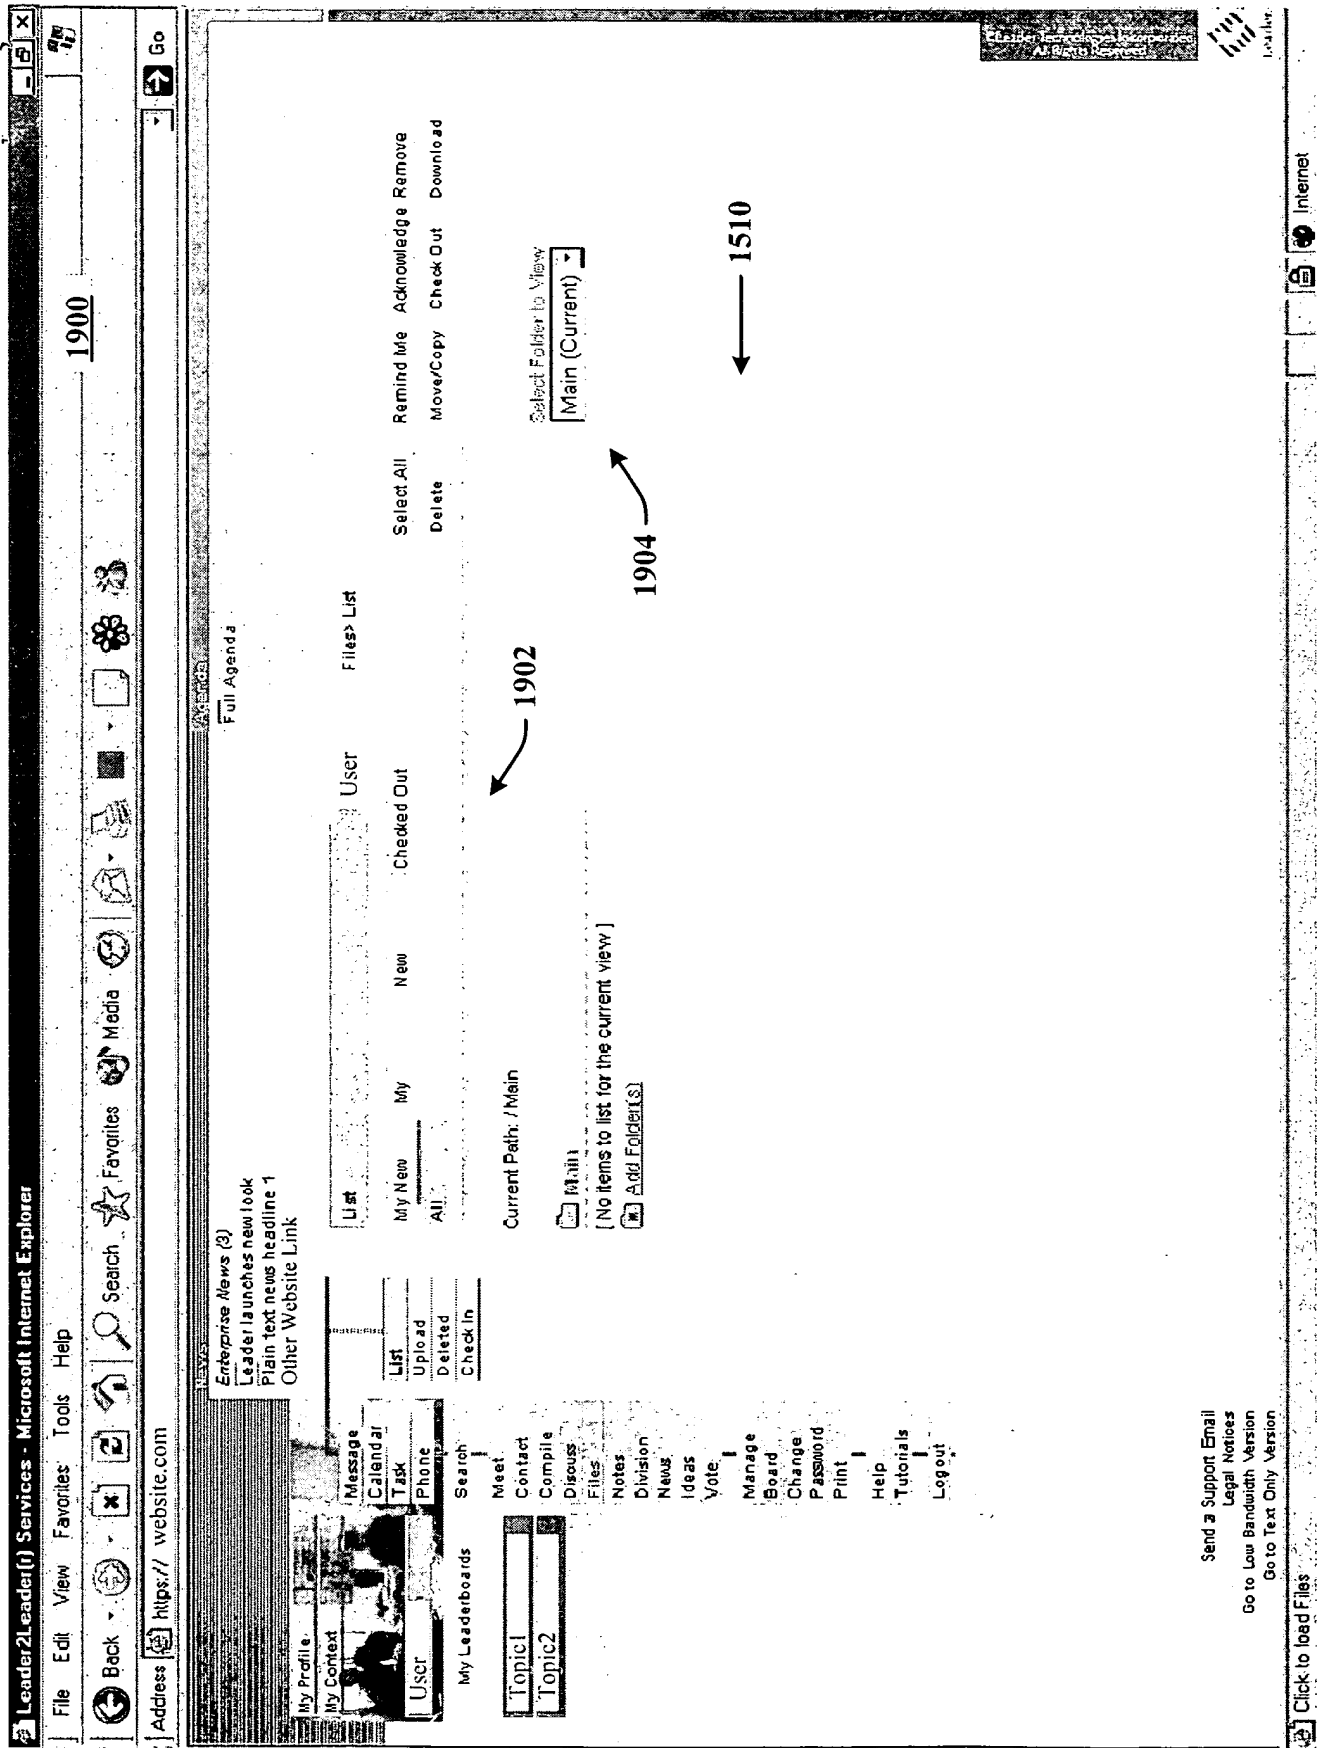 Leader2Leader(r) Services - Microsoft Internet Explorer
File Edit View Favorites Tools Help
1900
Back Search Favorites Media
Address https:// website.com Go
News Agenda
Enterprise News (3) Full Agenda
Leader launches new look
Plain text news headline 1
Other Website Link
My Profile
My Context
User
My Leaderboards
Topic1
Topic2
Message
Calendar
Task
Phone
Search
Meet
Contact
Compile
Discuss
Files
Notes
Division
News
Ideas
Vote
Manage
Board
Change
Password
Print
Help
Tutorials
Logout
List
Upload
Deleted
Check In
List User Files> List
My New My New Checked Out Select All Remind Me Acknowledge Remove
All Delete Move/Copy Check Out Download
1902
Current Path: / Main Select Folder to View
Main Main (Current)
[ No items to list for the current view ]
Add Folder(s)
1904
1510
Send a Support Email
Legal Notices
Go to Low Bandwidth Version
Go to Text Only Version
Leader Technologies Incorporated
All Rights Reserved
Leader
Click to load Files Internet